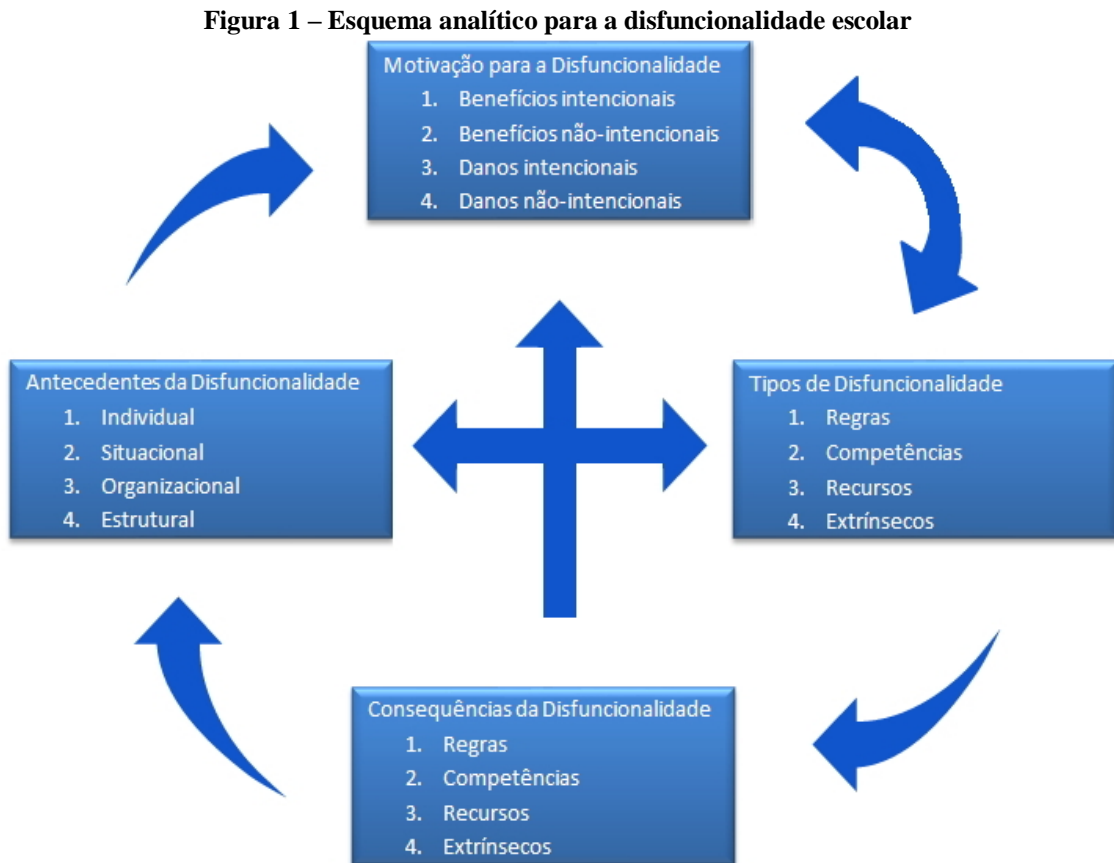 Figura 1 – Esquema analítico para a disfuncionalidade escolar
Motivação para a Disfuncionalidade
1. Benefícios intencionais
2. Benefícios não-intencionais
3. Danos intencionais
4. Danos não-intencionais
Antecedentes da Disfuncionalidade
1. Individual
2. Situacional
3. Organizacional
4. Estrutural
Tipos de Disfuncionalidade
1. Regras
2. Competências
3. Recursos
4. Extrínsecos
Consequências da Disfuncionalidade
1. Regras
2. Competências
3. Recursos
4. Extrínsecos